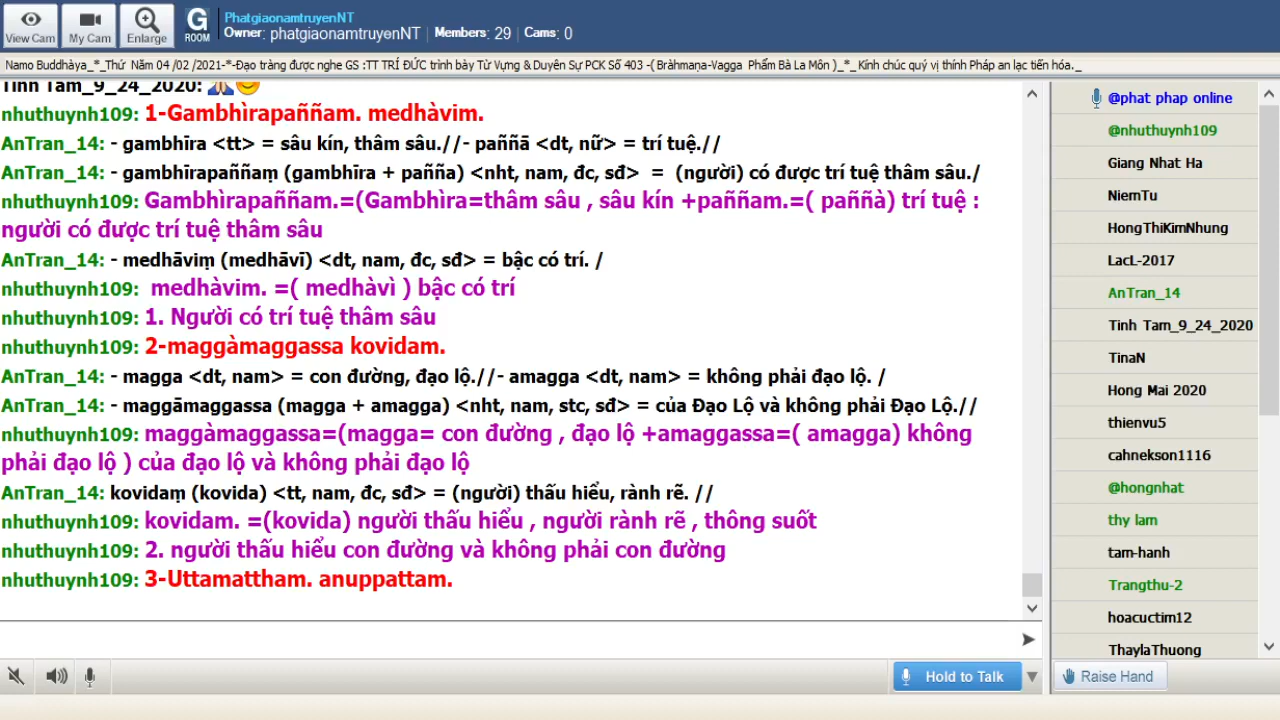 View Cam
My Cam
Enlarge
G
ROOM
PhatgiaonamtruyenNT
Owner: phatgiaonamtruyenNT | Members: 29 | Cams: 0
Namo Buddhàya_*_Thứ Năm 04 /02 /2021-*-Đạo tràng được nghe GS :TT TRÍ ĐỨC trình bày Từ Vựng & Duyên Sự PCK Số 403 -( Bràhmaṇa-Vagga Phẩm Bà La Môn )_*_ Kính chúc quý vị thính Pháp an lạc tiến hóa._
Tinh Tam_9_24_2020: 🙏😊
nhuthuynh109: 1-Gambhìrapaññam. medhàvim.
AnTran_14: - gambhīra <tt> = sâu kín, thâm sâu.//- paññā <dt, nữ> = trí tuệ.//
AnTran_14: - gambhīrapaññaṃ (gambhīra + pañña) <nht, nam, đc, sđ> = (người) có được trí tuệ thâm sâu./
nhuthuynh109: Gambhìrapaññam.=(Gambhìra=thâm sâu , sâu kín +paññam.=( paññà) trí tuệ :
người có được trí tuệ thâm sâu
AnTran_14: - medhāviṃ (medhāvī) <dt, nam, đc, sđ> = bậc có trí. /
nhuthuynh109: medhàvim. =( medhàvì ) bậc có trí
nhuthuynh109: 1. Người có trí tuệ thâm sâu
nhuthuynh109: 2-maggàmaggassa kovidam.
AnTran_14: - magga <dt, nam> = con đường, đạo lộ.//- amagga <dt, nam> = không phải đạo lộ. /
AnTran_14: - maggāmaggassa (magga + amagga) <nht, nam, stc, sđ> = của Đạo Lộ và không phải Đạo Lộ.//
nhuthuynh109: maggàmaggassa=(magga= con đường , đạo lộ +amaggassa=( amagga) không
phải đạo lộ ) của đạo lộ và không phải đạo lộ
AnTran_14: kovidaṃ (kovida) <tt, nam, đc, sđ> = (người) thấu hiểu, rành rẽ. //
nhuthuynh109: kovidam. =(kovida) người thấu hiểu , người rành rẽ , thông suốt
nhuthuynh109: 2. người thấu hiểu con đường và không phải con đường
nhuthuynh109: 3-Uttamattham. anuppattam.
Hold to Talk
@phat phap online
@nhuthuynh109
Giang Nhat Ha
NiemTu
HongThiKimNhung
LacL-2017
AnTran_14
Tinh Tam_9_24_2020
TinaN
Hong Mai 2020
thienvu5
cahnekson1116
@hongnhat
thy lam
tam-hanh
Trangthu-2
hoacuctim12
ThaylaThuong
Raise Hand